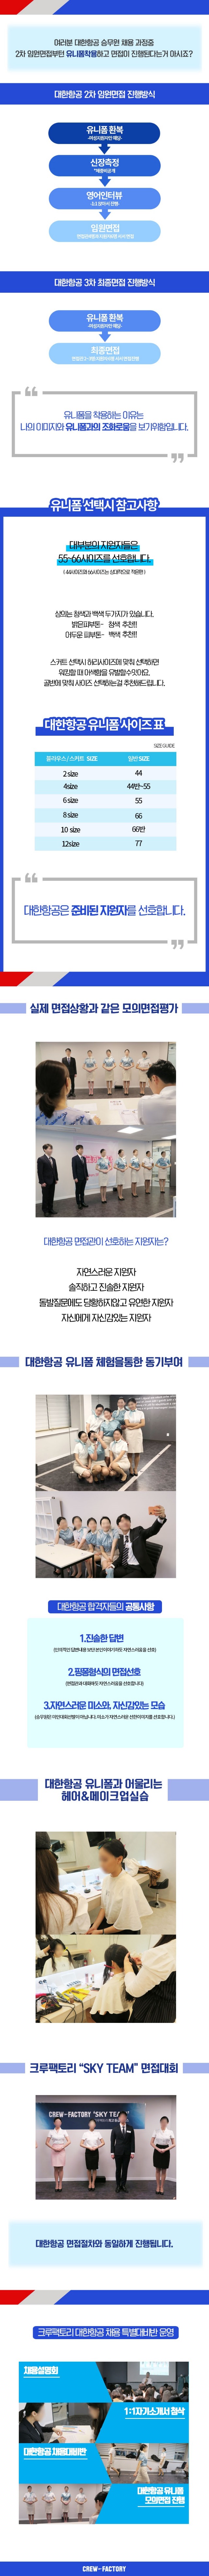 여러분 대한항공 승무원 채용 과정중
2차 임원면접부턴 유니폼착용하고 면접이 진행된다는거 아시죠?
대한항공 2차 임원면접 진행방식
유니폼 환복
신장측정
영어인터뷰
임원면접
대한항공 3차 최종면접 진행방식
유니폼 환복
최종면접
유니폼을 착용하는 이유는
나의 이미지와 유니폼과의 조화로움을 보기위함입니다.
유니폼 선택시 참고사항
대부분의 지원자들은
55~66사이즈를 선호합니다.
상의는 청색과 백색 두가지가 있습니다.
밝은피부톤- 청색 추천!!
어두운 피부톤- 백색 추천!!
스커트 선택시 허리사이즈에 맞춰 선택하면
골반에 맞춰 사이즈 선택하는걸 추천해드립니다.
대한항공 유니폼 사이즈 표
SIZE GUIDE
블라우스 / 스커트 SIZE 일반 SIZE
2 size 44
4size 44반~55
6 size 55
8 size 66
10 size 66반
12size 77
대한항공은 준비된 지원자를 선호합니다.
실제 면접상황과 같은 모의면접평가
대한항공 면접관이 선호하는 지원자는?
자연스러운 지원자
솔직하고 진솔한 지원자
돌발질문에도 당황하지않고 유연한 지원자
자신에게 자신감있는 지원자
대한항공 유니폼 체험을통한 동기부여
대한항공 합격자들의 공통사항
1.진솔한 답변
2.핑퐁형식의 면접선호
3.자연스러운 미소와, 자신감있는 모습
대한항공 유니폼과 어울리는
헤어&메이크업실습
크루팩토리 “SKY TEAM” 면접대회
CREW-FACTORY "SKY
대한항공 면접절차와 동일하게 진행됩니다.
크루팩토리 대한항공 채용 특별대비반 운영
채용설명회
1:1자기소개서 첨삭
대한항공 채용대비반
대한항공 유니폼
모의면접 진행
CREW-FACTORY